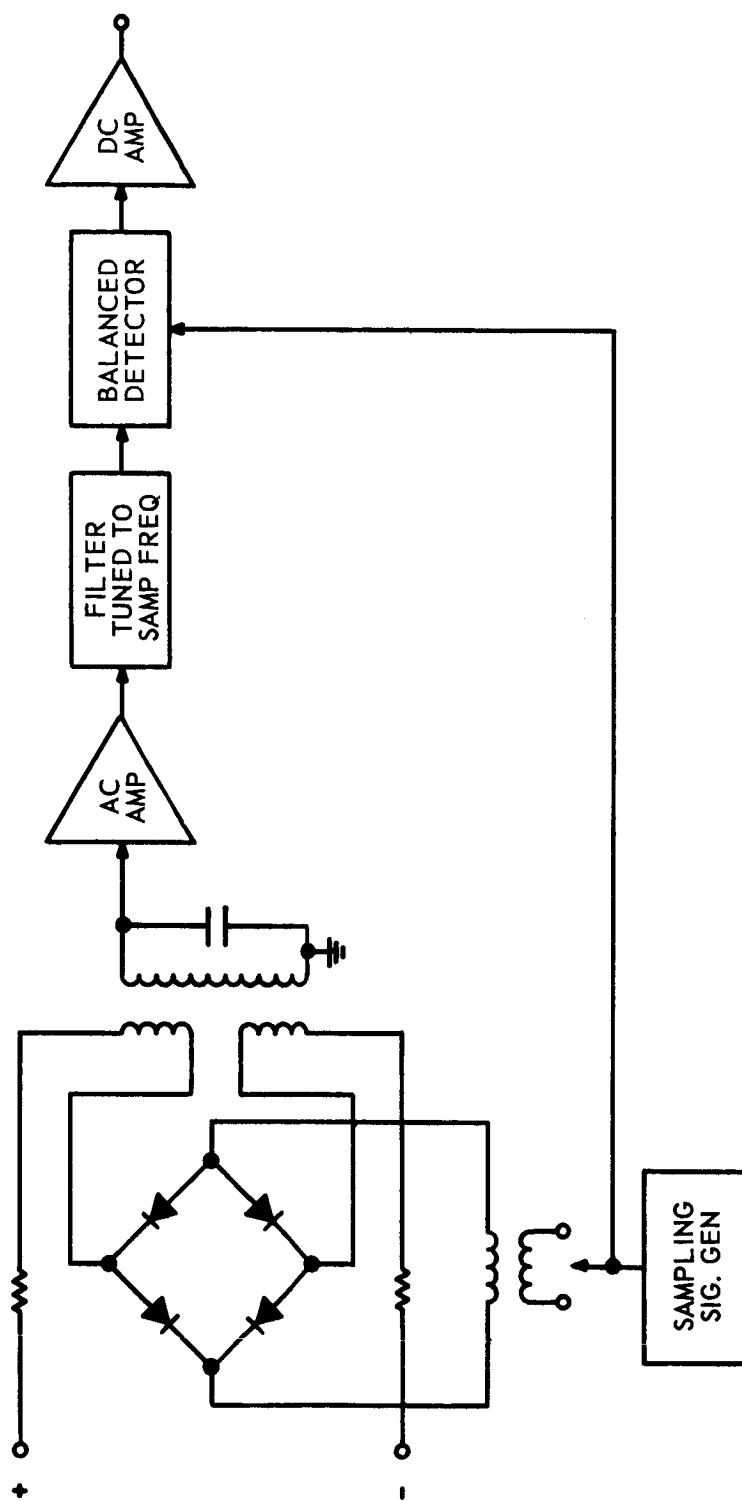 +
-
SAMPLING
SIG. GEN
AC
AMP
FILTER
TUNED TO
SAMP FREQ
BALANCED
DETECTOR
DC
AMP